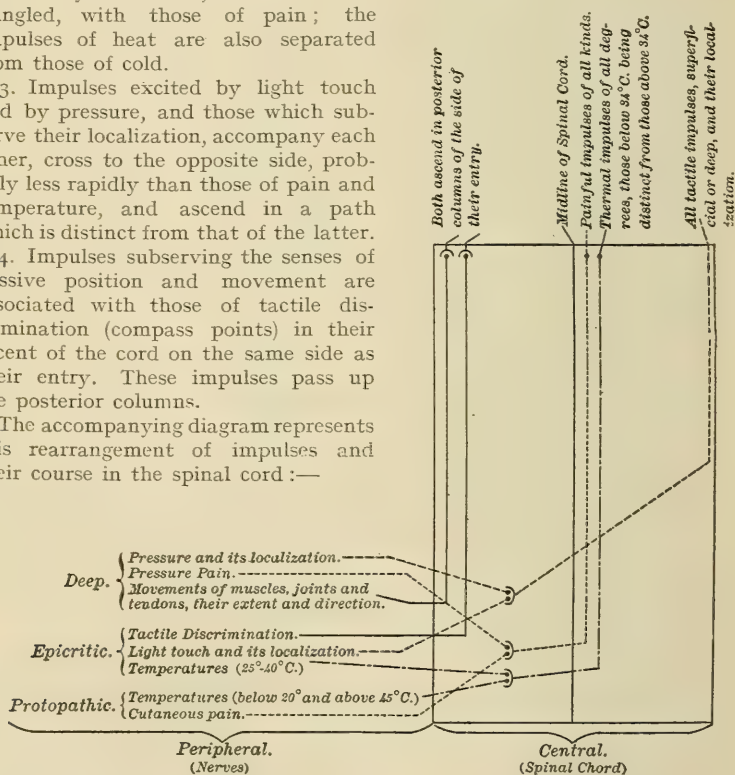 ngled, with those of pain; the
pulses of heat are also separated
om those of cold.
3. Impulses excited by light touch
d by pressure, and those which sub-
rve their localization, accompany each
her, cross to the opposite side, prob-
ly less rapidly than those of pain and
mperature, and ascend in a path
hich is distinct from that of the latter.
4. Impulses subserving the senses of
ssive position and movement are
sociated with those of tactile dis-
mination (compass points) in their
cent of the cord on the same side as
eir entry. These impulses pass up
e posterior columns.
The accompanying diagram represents
is rearrangement of impulses and
eir course in the spinal cord:—
Both ascend in posterior
columns of the side of
their entry.
Midline of Spinal Cord.
Painful impulses of all kinds.
Thermal impulses of all deg-
rees, those below 34°C. being
distinct from those above 34°C.
All tactile impulses, superfi-
cial or deep, and their local-
ization.
Deep.
Pressure and its localization.
Pressure Pain.
Movements of muscles, joints and
tendons, their extent and direction.
Epicritic.
Tactile Discrimination.
Light touch and its localization.
Temperatures (25°-40°C.)
Protopathic.
Temperatures (below 20° and above 45°C.)
Cutaneous pain.
Peripheral.
(Nerves)
Central.
(Spinal Chord)